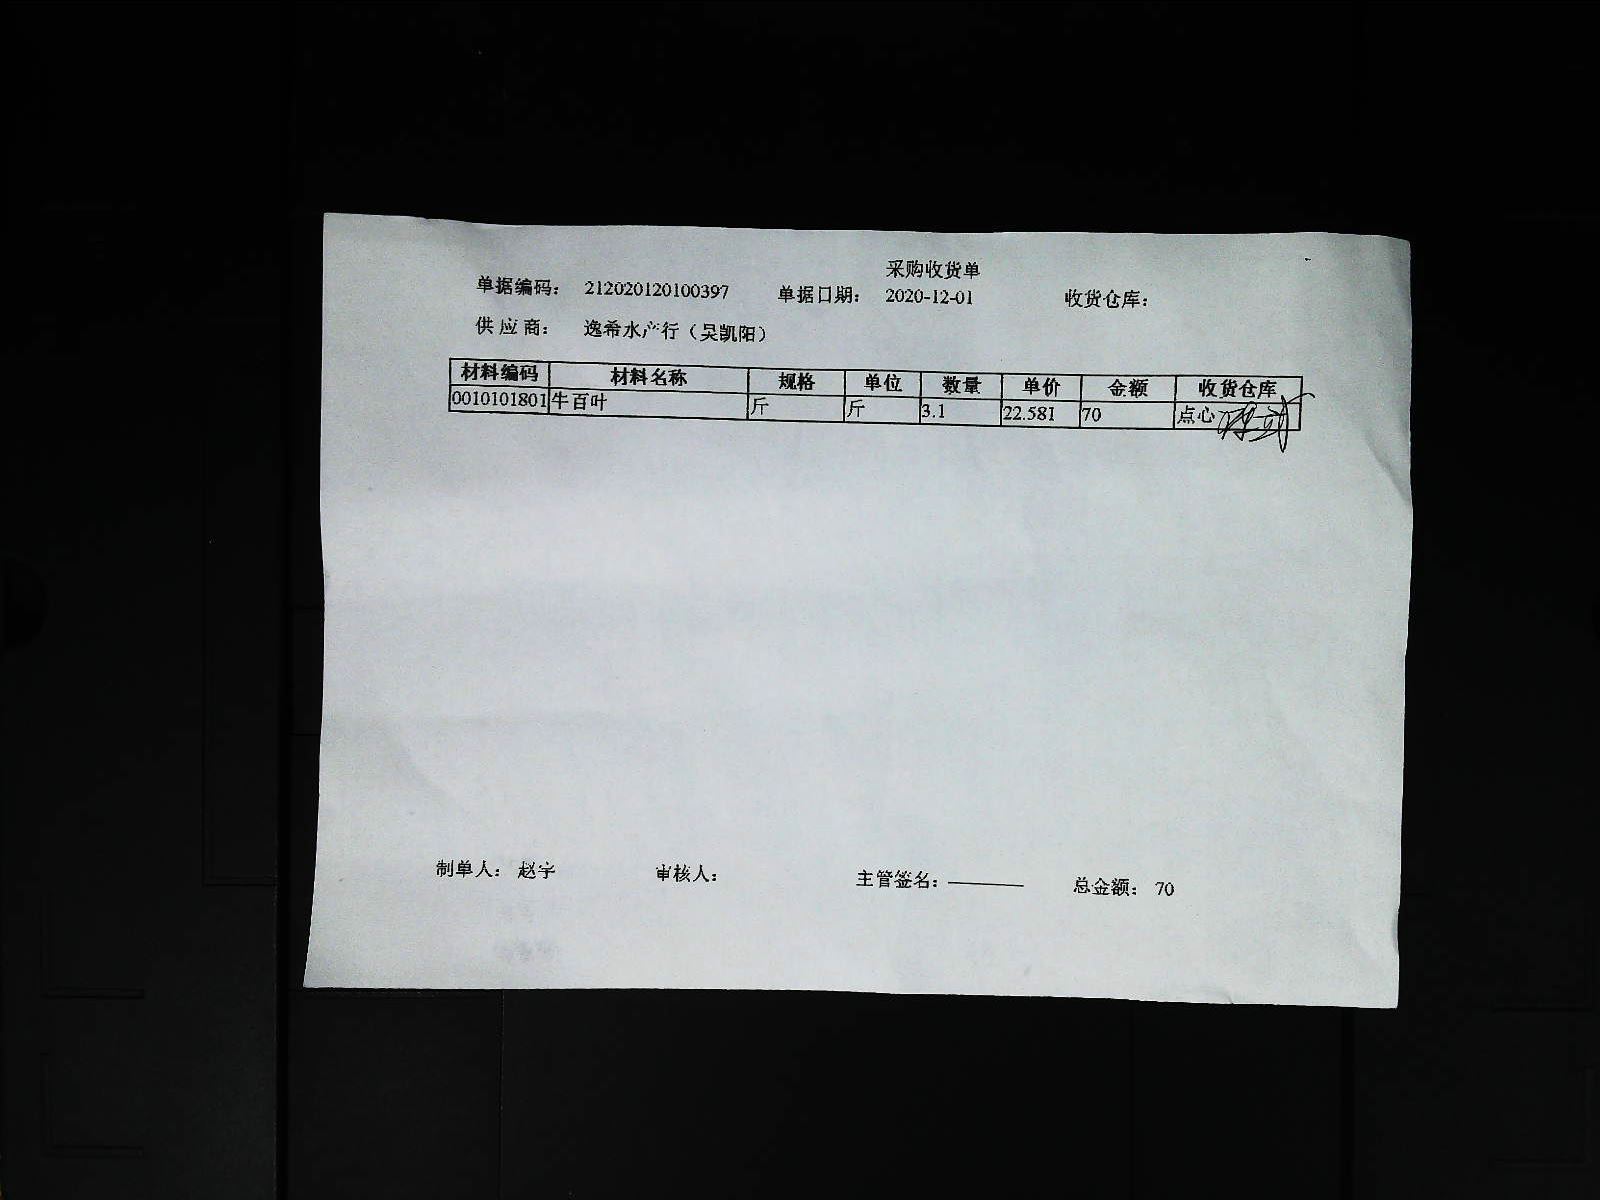 采购收货单
单据编码： 212020120100397 单据日期： 2020-12-01 收货仓库：
供 应 商： 逸希水产行（吴凯阳）
材料编码 材料名称 规格 单位 数量 单价 金额 收货仓库
0010101801 牛百叶 斤 斤 3.1 22.581 70 点心
制单人： 赵宇 审核人： 主管签名： 总金额： 70